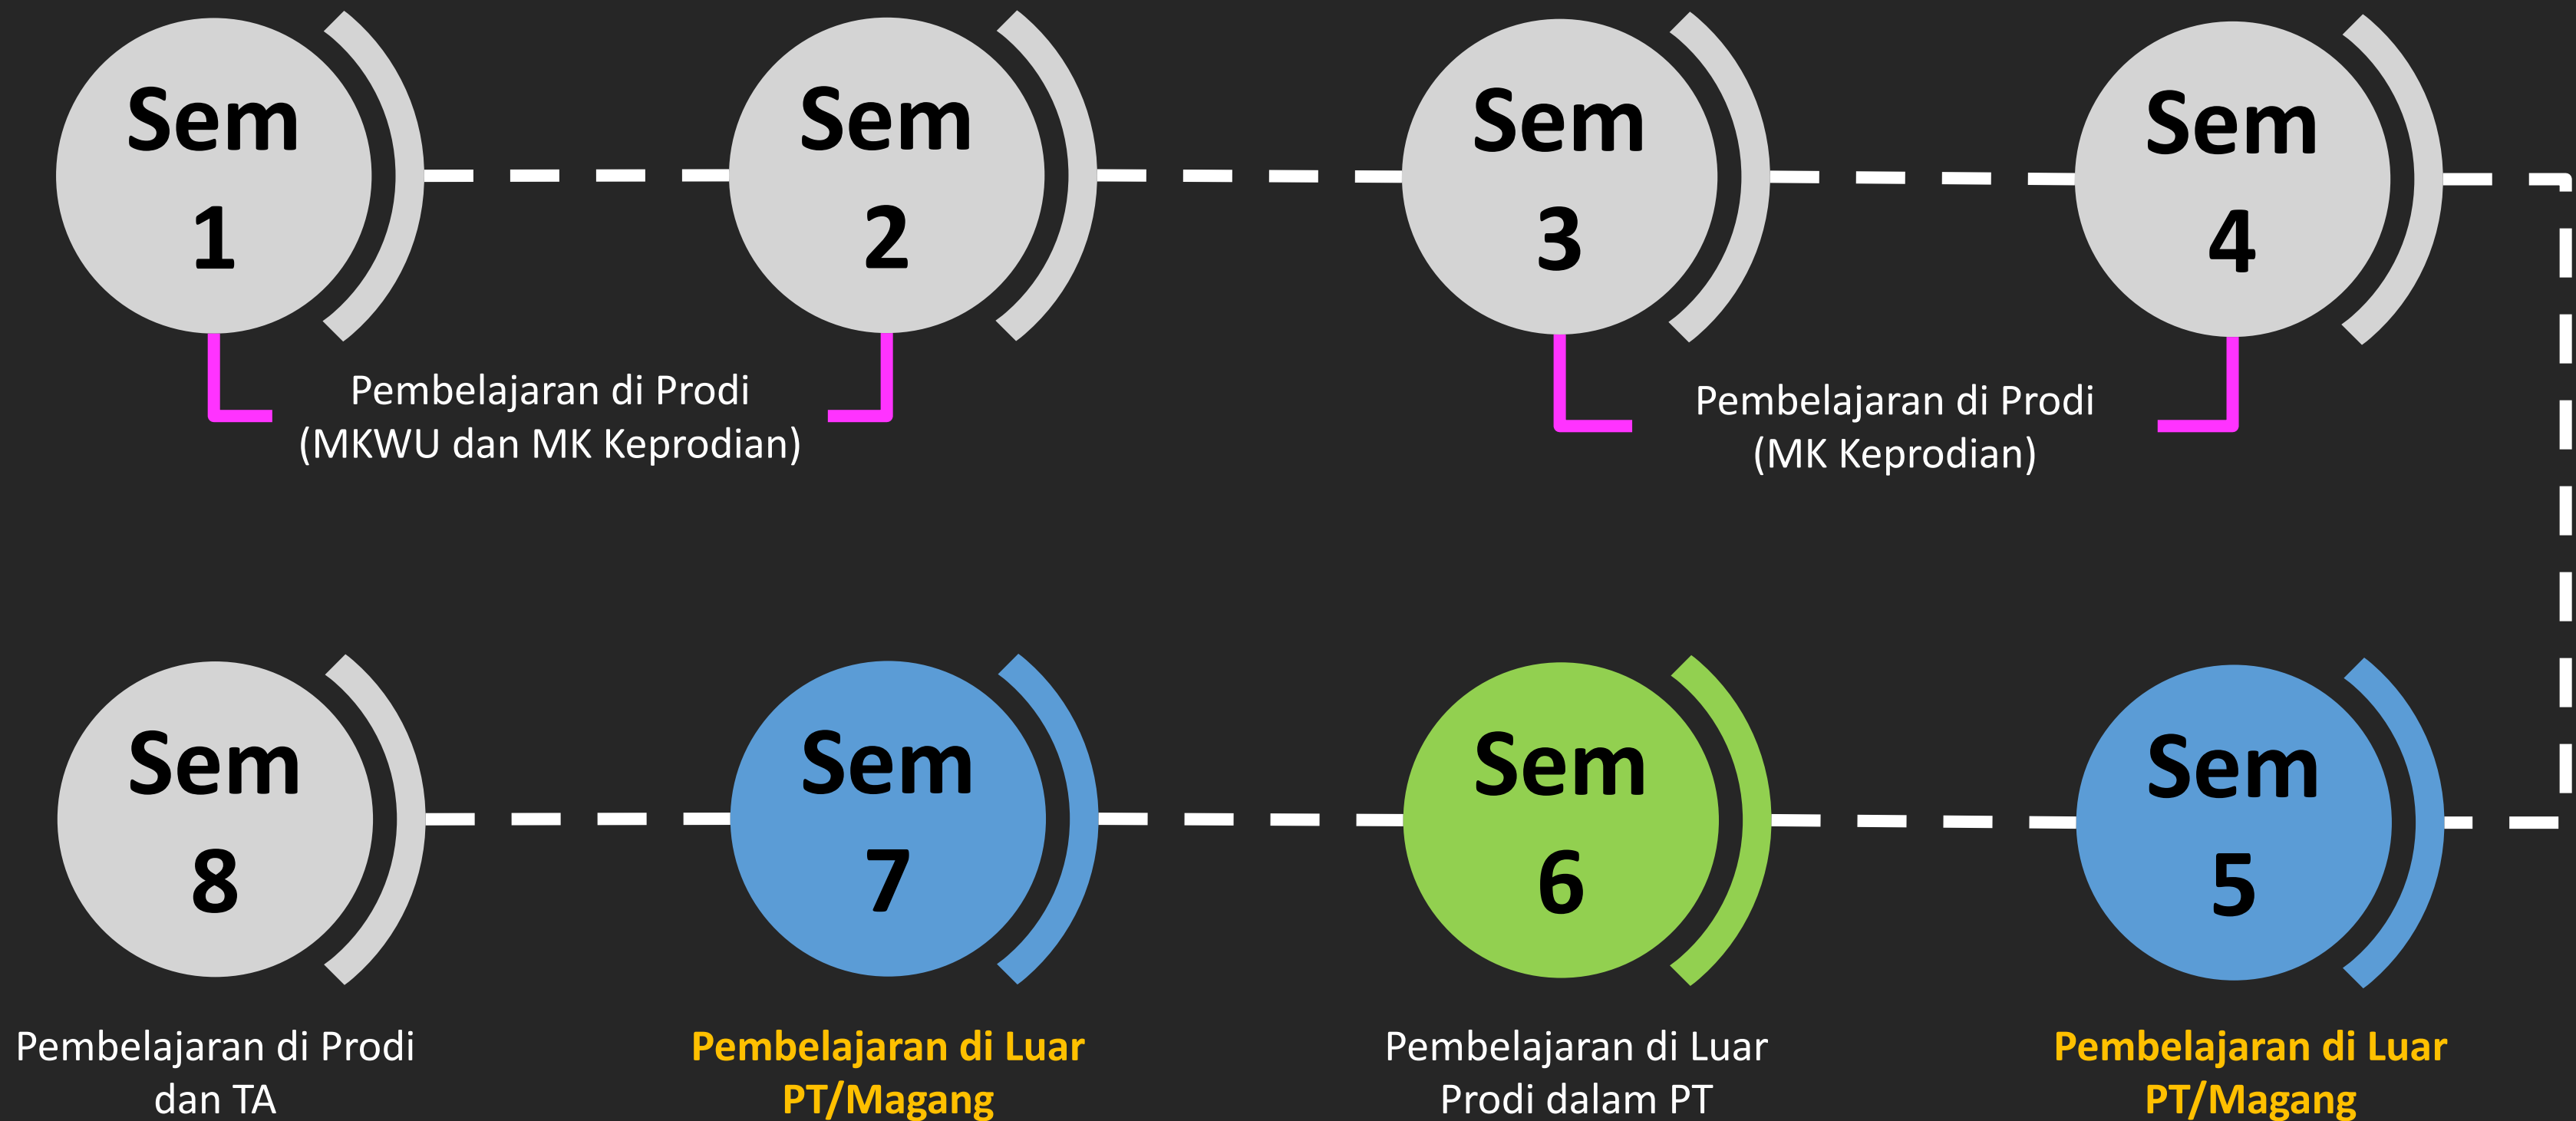 Sem
1
Sem
2
Sem
3
Sem
4
Pembelajaran di Prodi
(MKWU dan MK Keprodian)
Pembelajaran di Prodi
(MK Keprodian)
Sem
8
Sem
7
Sem
6
Sem
5
Pembelajaran di Prodi
dan TA
Pembelajaran di Luar
PT/Magang
Pembelajaran di Luar
Prodi dalam PT
Pembelajaran di Luar
PT/Magang